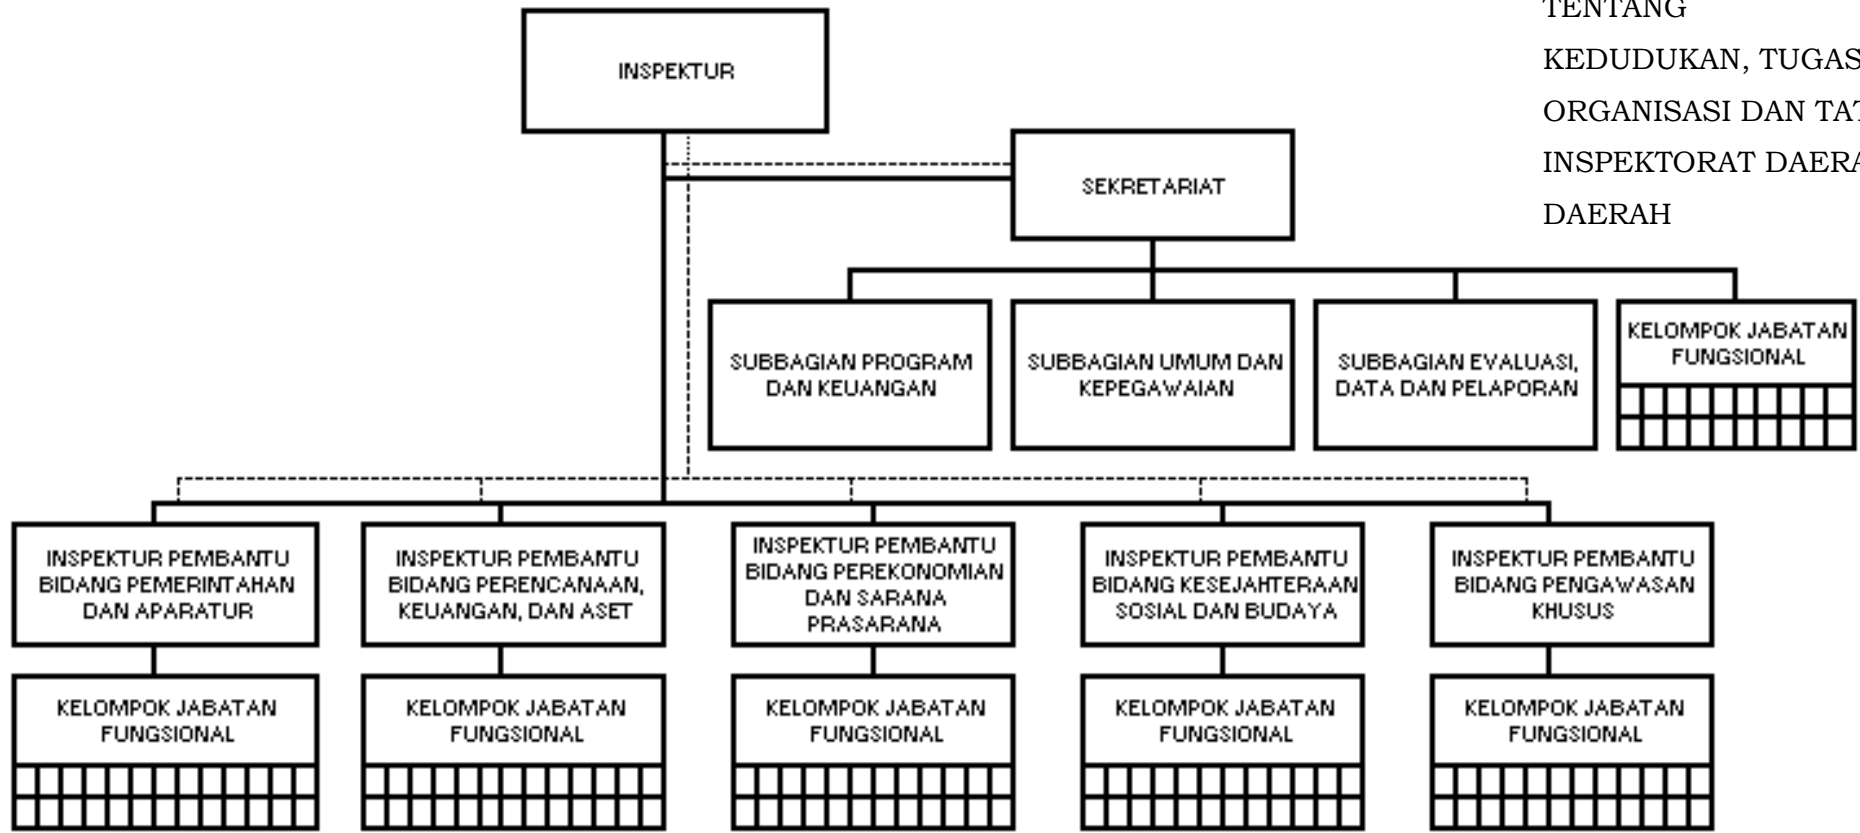 TENTANG
KEDUDUKAN, TUGAS
ORGANISASI DAN
INSPEKTORAT
DAERAH
INSPEKTUR
SEKRETARIAT
SUBBAGIAN PROGRAM
DAN KEUANGAN
SUBBAGIAN UMUM DAN
KEPEGAWAIAN
SUBBAGIAN EVALUASI,
DATA DAN PELAPORAN
KELOMPOK JABATAN
FUNGSIONAL
INSPEKTUR PEMBANTU
BIDANG PEMERINTAHAN
DAN APARATUR
INSPEKTUR PEMBANTU
BIDANG PERENCANAAN,
KEUANGAN, DAN ASET
INSPEKTUR PEMBANTU
BIDANG PEREKONOMIAN
DAN SARANA
PRASARANA
INSPEKTUR PEMBANTU
BIDANG KESEJAHTERAAN
SOSIAL DAN BUDAYA
INSPEKTUR PEMBANTU
BIDANG PENGAWASAN
KHUSUS
KELOMPOK JABATAN
FUNGSIONAL
KELOMPOK JABATAN
FUNGSIONAL
KELOMPOK JABATAN
FUNGSIONAL
KELOMPOK JABATAN
FUNGSIONAL
KELOMPOK JABATAN
FUNGSIONAL